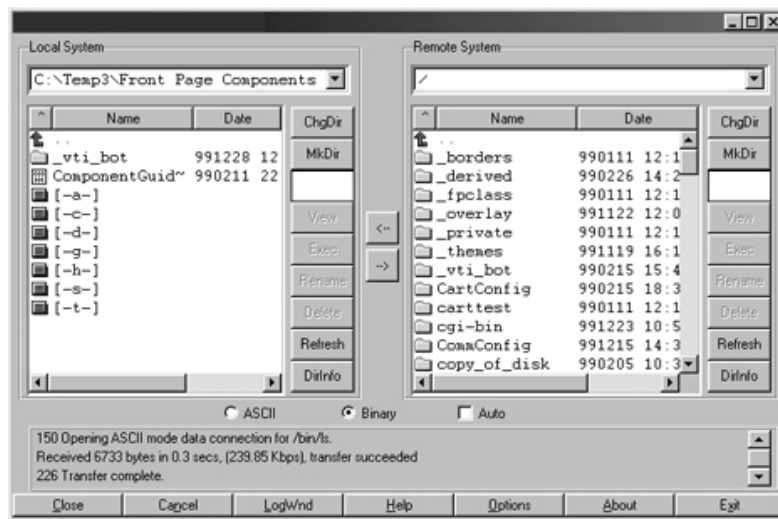 Local System
C:\Temp3\Front Page Components
^ Name Date
..
_vti_bot 991228 12
ComponentGuid~ 990211 22
[-a-]
[-c-]
[-d-]
[-g-]
[-h-]
[-s-]
[-t-]
ChgDir
MkDir
View
Exec
Rename
Delete
Refresh
DirInfo
<--
-->
Remote System
/
^ Name Date
..
_borders 990111 12:1
_derived 990226 14:2
_fpclass 990111 12:1
_overlay 991122 12:0
_private 990111 12:1
_themes 991119 16:1
_vti_bot 990215 15:4
CartConfig 990215 18:3
carttest 990111 12:1
cgi-bin 991223 10:5
CommConfig 991215 14:3
copy_of_disk 990205 10:3
ChgDir
MkDir
View
Exec
Rename
Delete
Refresh
DirInfo
ASCII Binary Auto
150 Opening ASCII mode data connection for /bin/ls.
Received 6733 bytes in 0.3 secs, (239.85 Kbps), transfer succeeded
226 Transfer complete.
Close Cancel LogWnd Help Options About Exit